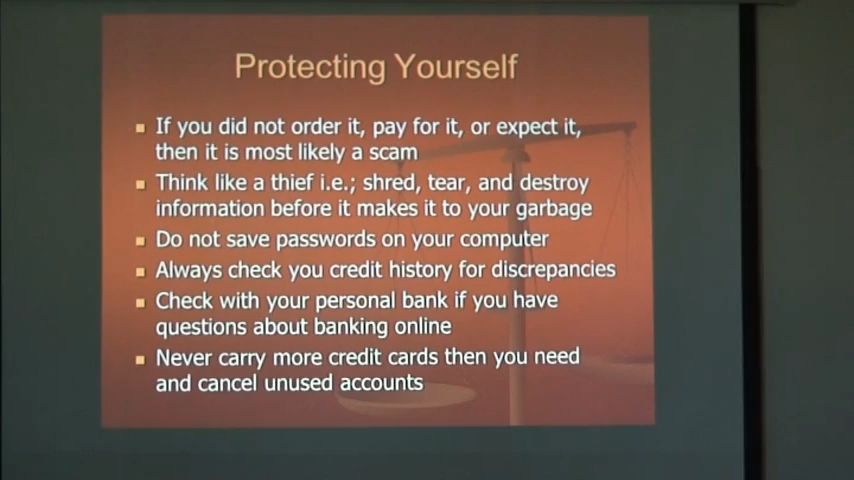 Protecting Yourself
If you did not order it, pay for it, or expect it,
then it is most likely a scam
Think like a thief i.e.; shred, tear, and destroy
information before it makes it to your garbage
Do not save passwords on your computer
Always check you credit history for discrepancies
Check with your personal bank if you have
questions about banking online
Never carry more credit cards then you need
and cancel unused accounts